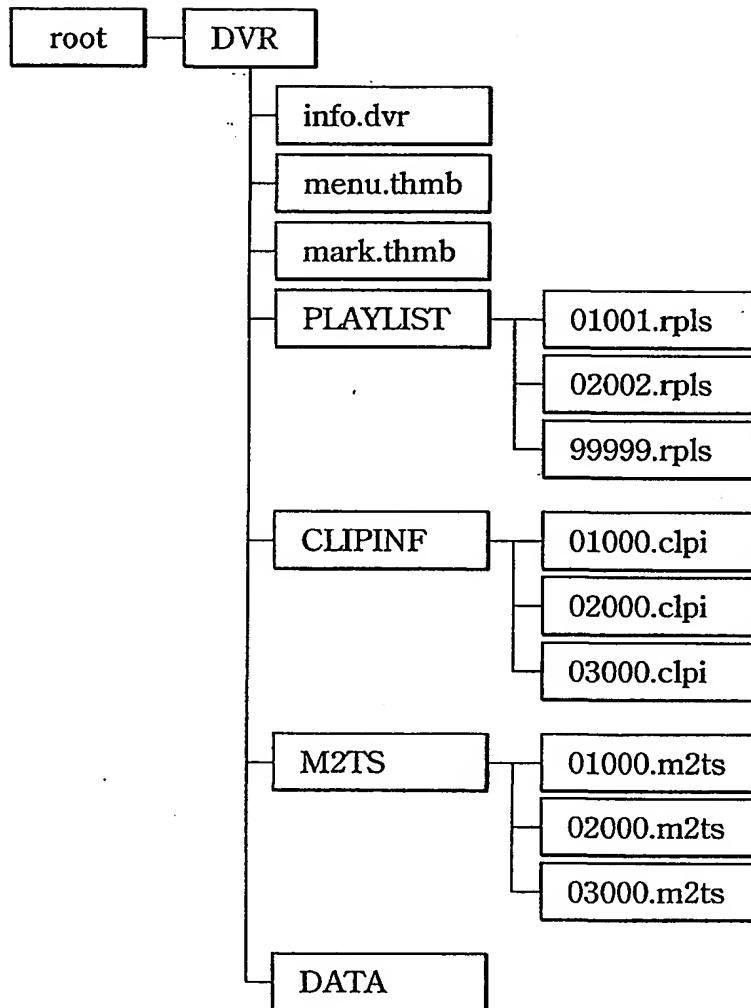 root DVR
info.dvr
menu.thmb
mark.thmb
PLAYLIST 01001.rpls
02002.rpls
99999.rpls
CLIPINF 01000.clpi
02000.clpi
03000.clpi
M2TS 01000.m2ts
02000.m2ts
03000.m2ts
DATA